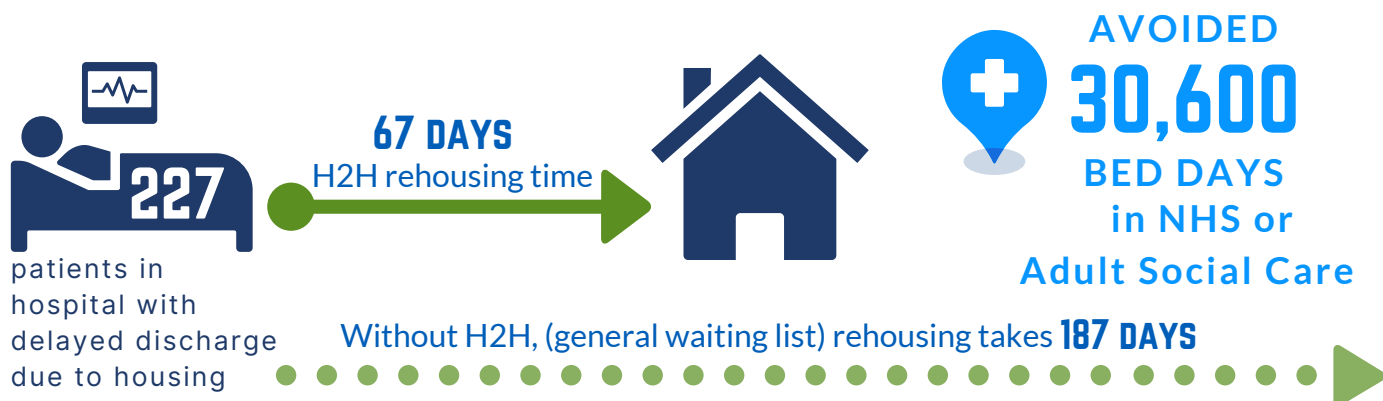 227
patients in
hospital with
delayed discharge
due to housing
67 DAYS
H2H rehousing time
AVOIDED
30,600
BED DAYS
in NHS or
Adult Social Care
Without H2H, (general waiting list) rehousing takes 187 DAYS